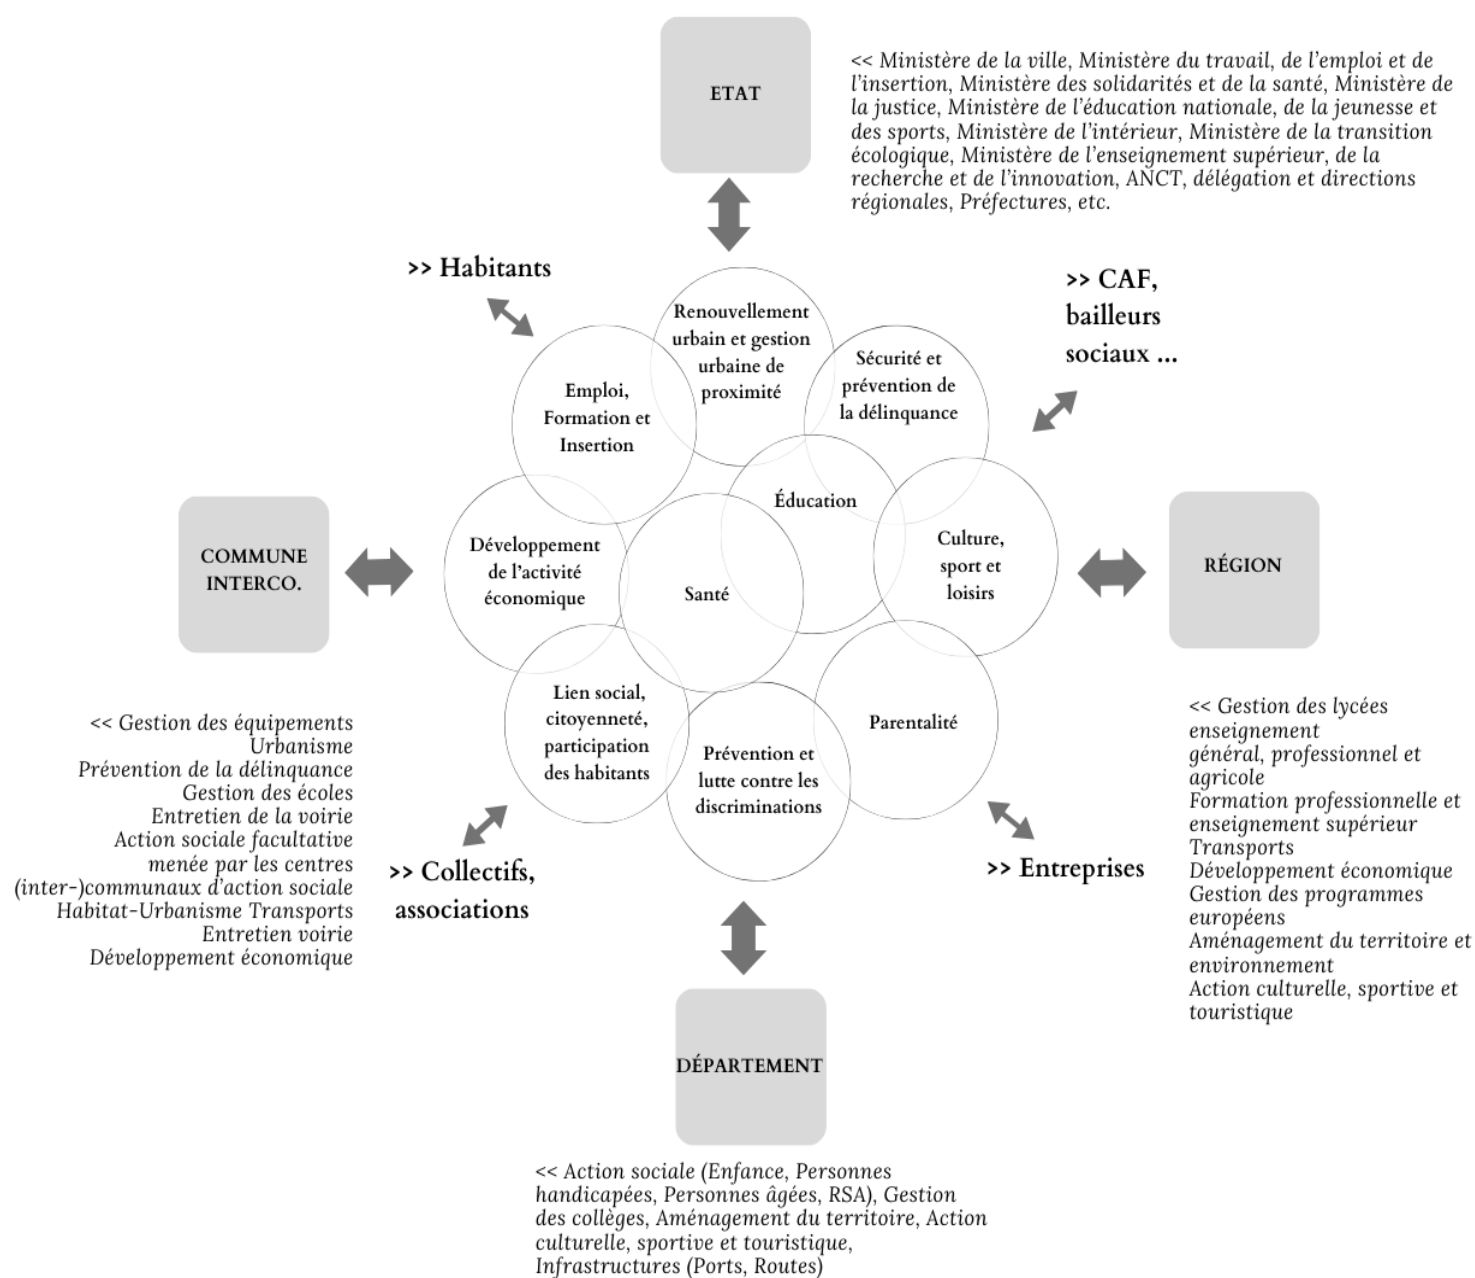 ETAT
<< Ministère de la ville, Ministère du travail, de l'emploi et de
l'insertion, Ministère des solidarités et de la santé, Ministère de
la justice, Ministère de l'éducation nationale, de la jeunesse et
des sports, Ministère de l'intérieur, Ministère de la transition
écologique, Ministère de l'enseignement supérieur, de la
recherche et de l'innovation, ANCT, délégation et directions
régionales, Préfectures, etc.
>> Habitants
>> CAF,
bailleurs
sociaux ...
Renouvellement
urbain et gestion
urbaine de
proximité
Emploi,
Formation et
Insertion
Sécurité et
prévention de
la délinquance
Éducation
Développement
de l'activité
économique
Santé
Culture,
sport et
loisirs
Lien social,
citoyenneté,
participation
des habitants
Prévention et
lutte contre les
discriminations
Parentalité
COMMUNE
INTERCO.
<< Gestion des équipements
Urbanisme
Prévention de la délinquance
Gestion des écoles
Entretien de la voirie
Action sociale facultative
menée par les centres
(inter-)communaux d'action sociale
Habitat-Urbanisme Transports
Entretien voirie
Développement économique
RÉGION
<< Gestion des lycées
enseignement
général, professionnel et
agricole
Formation professionnelle et
enseignement supérieur
Transports
Développement économique
Gestion des programmes
européens
Aménagement du territoire et
environnement
Action culturelle, sportive et
touristique
>> Collectifs,
associations
>> Entreprises
DÉPARTEMENT
<< Action sociale (Enfance, Personnes
handicapées, Personnes âgées, RSA), Gestion
des collèges, Aménagement du territoire, Action
culturelle, sportive et touristique,
Infrastructures (Ports, Routes)